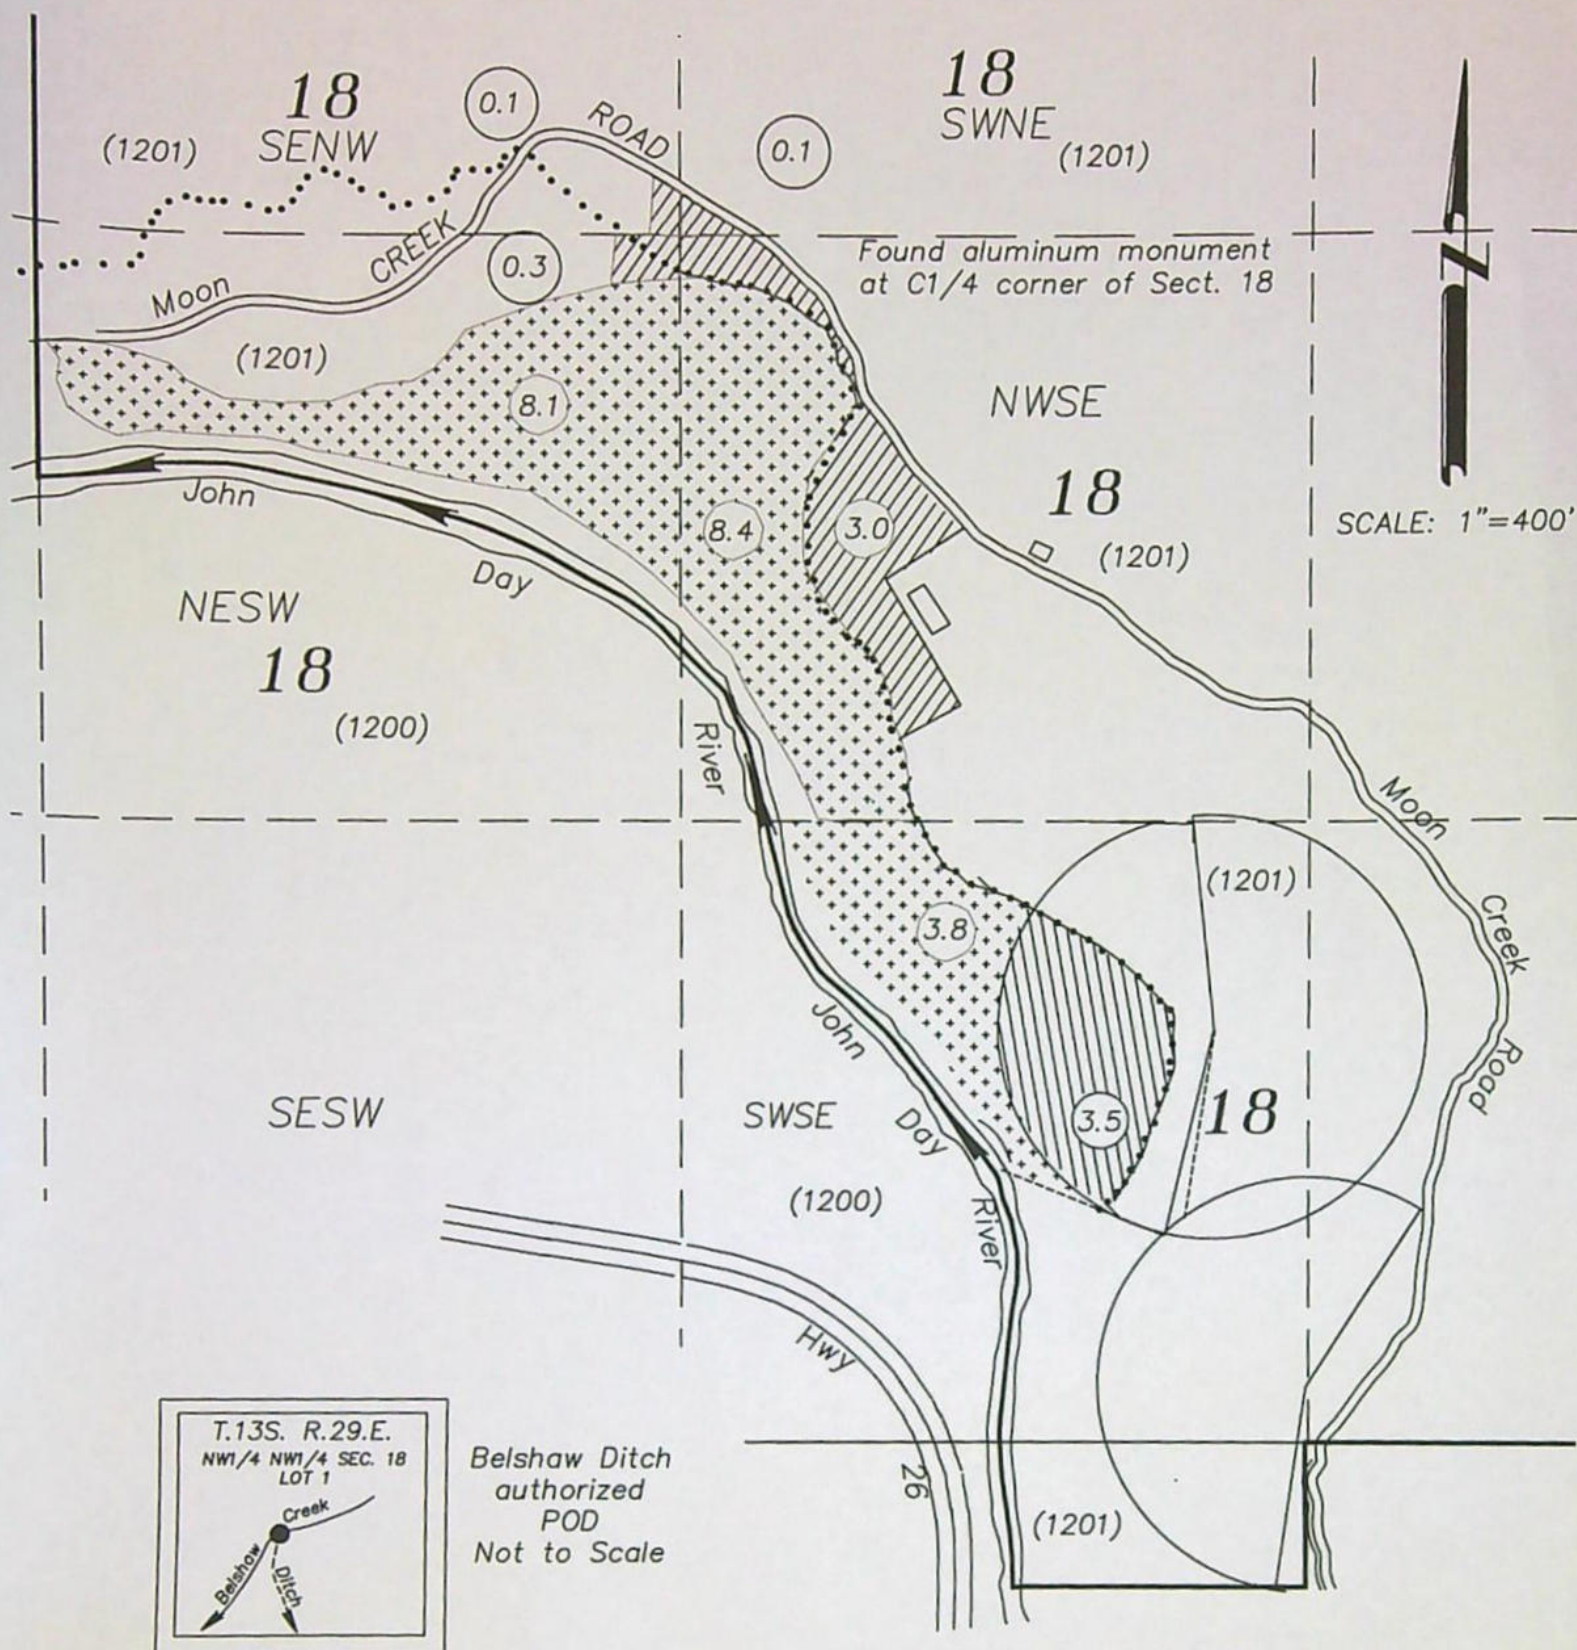 18
SENW
(1201)
0.1
ROAD
0.1
18
SWNE
(1201)
Moon
CREEK
0.3
Found aluminum monument
at C1/4 corner of Sect. 18
N
(1201)
8.1
NWSE
18
(1201)
SCALE: 1"=400'
John
Day
8.4
3.0
NESW
18
(1200)
River
Moon
Creek
Road
(1201)
3.8
John
Day
River
3.5
18
SESW
SWSE
(1200)
Hwy
26
(1201)
T.13S. R.29.E.
NW1/4 NW1/4 SEC. 18
LOT 1
Creek
Belshaw
Ditch
Belshaw Ditch
authorized
POD
Not to Scale